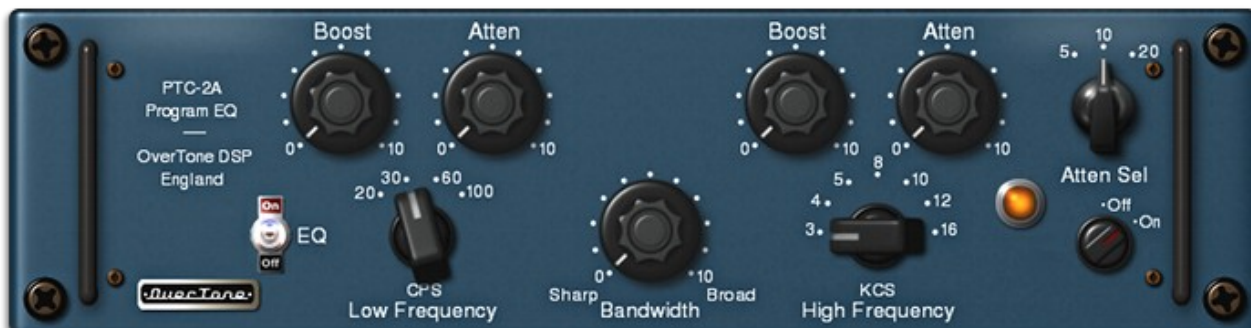 Boost
Atten
Boost
Atten
5 10 20
PTC-2A
Program EQ
OverTone DSP
England
0 10
0 10
0 10
0 10
Atten Sel
20 30 60 100
3 4 5 8 10 12 16
On
EQ
Off
Off
On
0 10
OverTone
CPS
Low Frequency
Sharp
Bandwidth
Broad
KCS
High Frequency